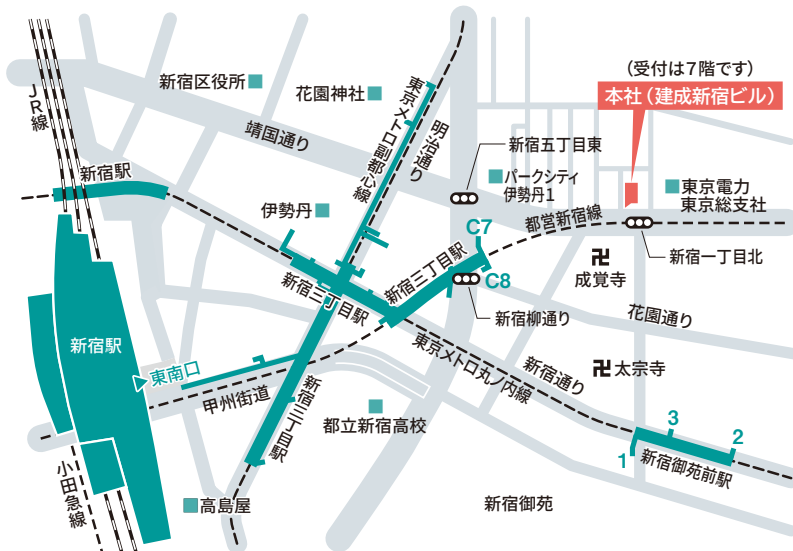 (受付は7階です)
本社(建成新宿ビル)
新宿区役所
花園神社
JR線
靖国通り
東京メトロ副都心線
明治通り
新宿五丁目東
パークシティ
伊勢丹1
東京電力
東京総支社
新宿駅
伊勢丹
都営新宿線
C7
新宿三丁目駅
C8
新宿三丁目駅
卍
成覚寺
新宿一丁目北
新宿柳通り
花園通り
新宿駅
東南口
甲州街道
新宿三丁目駅
東京メトロ丸ノ内線
新宿通り
卍太宗寺
都立新宿高校
3
2
1
新宿御苑前駅
小田急線
高島屋
新宿御苑